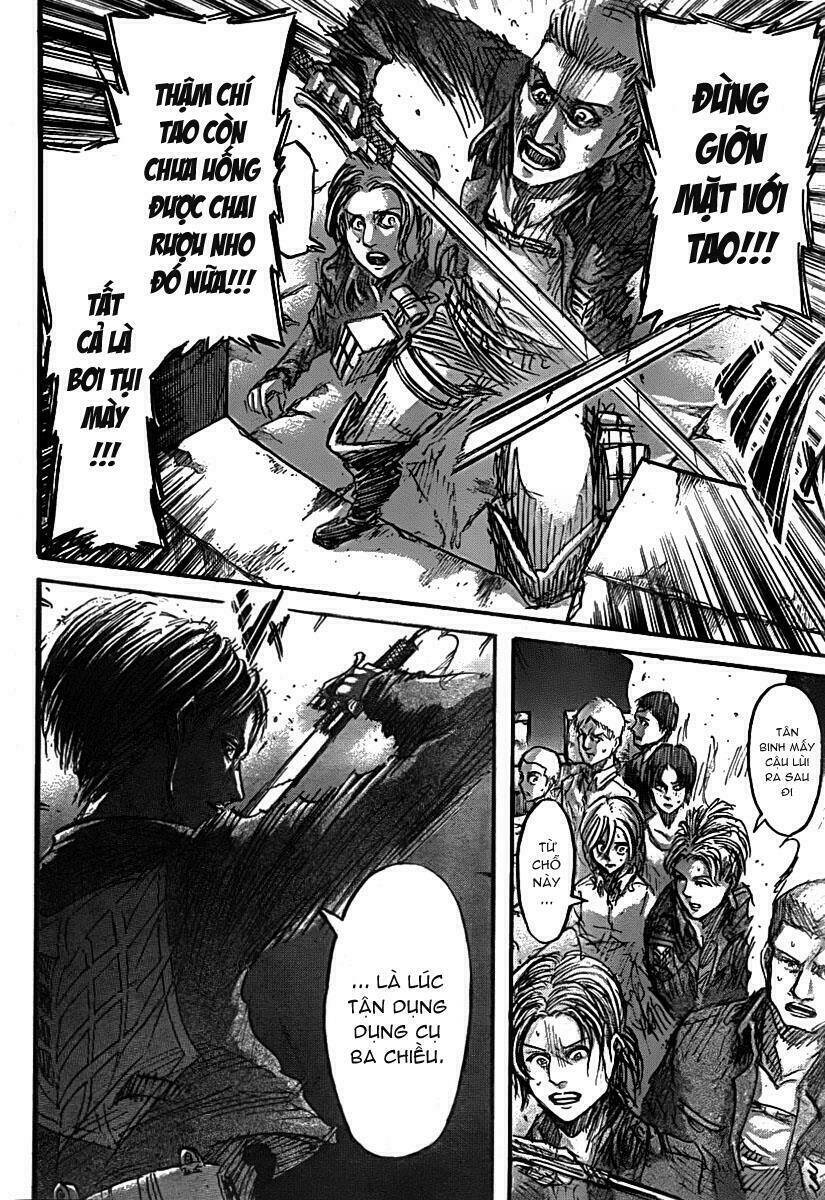 ĐỪNG
GIỠN
MẶT VỚI
TAO!!!
THẬM CHÍ
TAO CÒN
CHƯA UỐNG
ĐƯỢC CHAI
RƯỢU NHO
ĐÓ NỮA!!!
TẤT
CẢ LÀ
BƠI TỤI
MÀY
!!!
TÂN
BINH MẤY
CẬU LÙI
RA SAU
ĐI
TỪ
CHỖ
NÀY
...
... LÀ LÚC
TẬN DỤNG
DỤNG CỤ
BA CHIỀU.